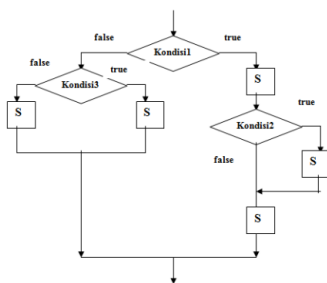 false
true
Kondisi1
false
true
Kondisi3
S
true
S
S
Kondisi2
false
S
S